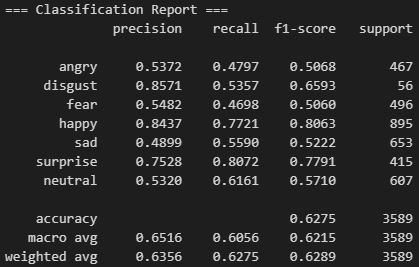 === Classification Report ===
precision recall f1-score support
angry 0.5372 0.4797 0.5068 467
disgust 0.8571 0.5357 0.6593 56
fear 0.5482 0.4698 0.5060 496
happy 0.8437 0.7721 0.8063 895
sad 0.4899 0.5590 0.5222 653
surprise 0.7528 0.8072 0.7791 415
neutral 0.5320 0.6161 0.5710 607
accuracy 0.6275 3589
macro avg 0.6516 0.6056 0.6215 3589
weighted avg 0.6356 0.6275 0.6289 3589